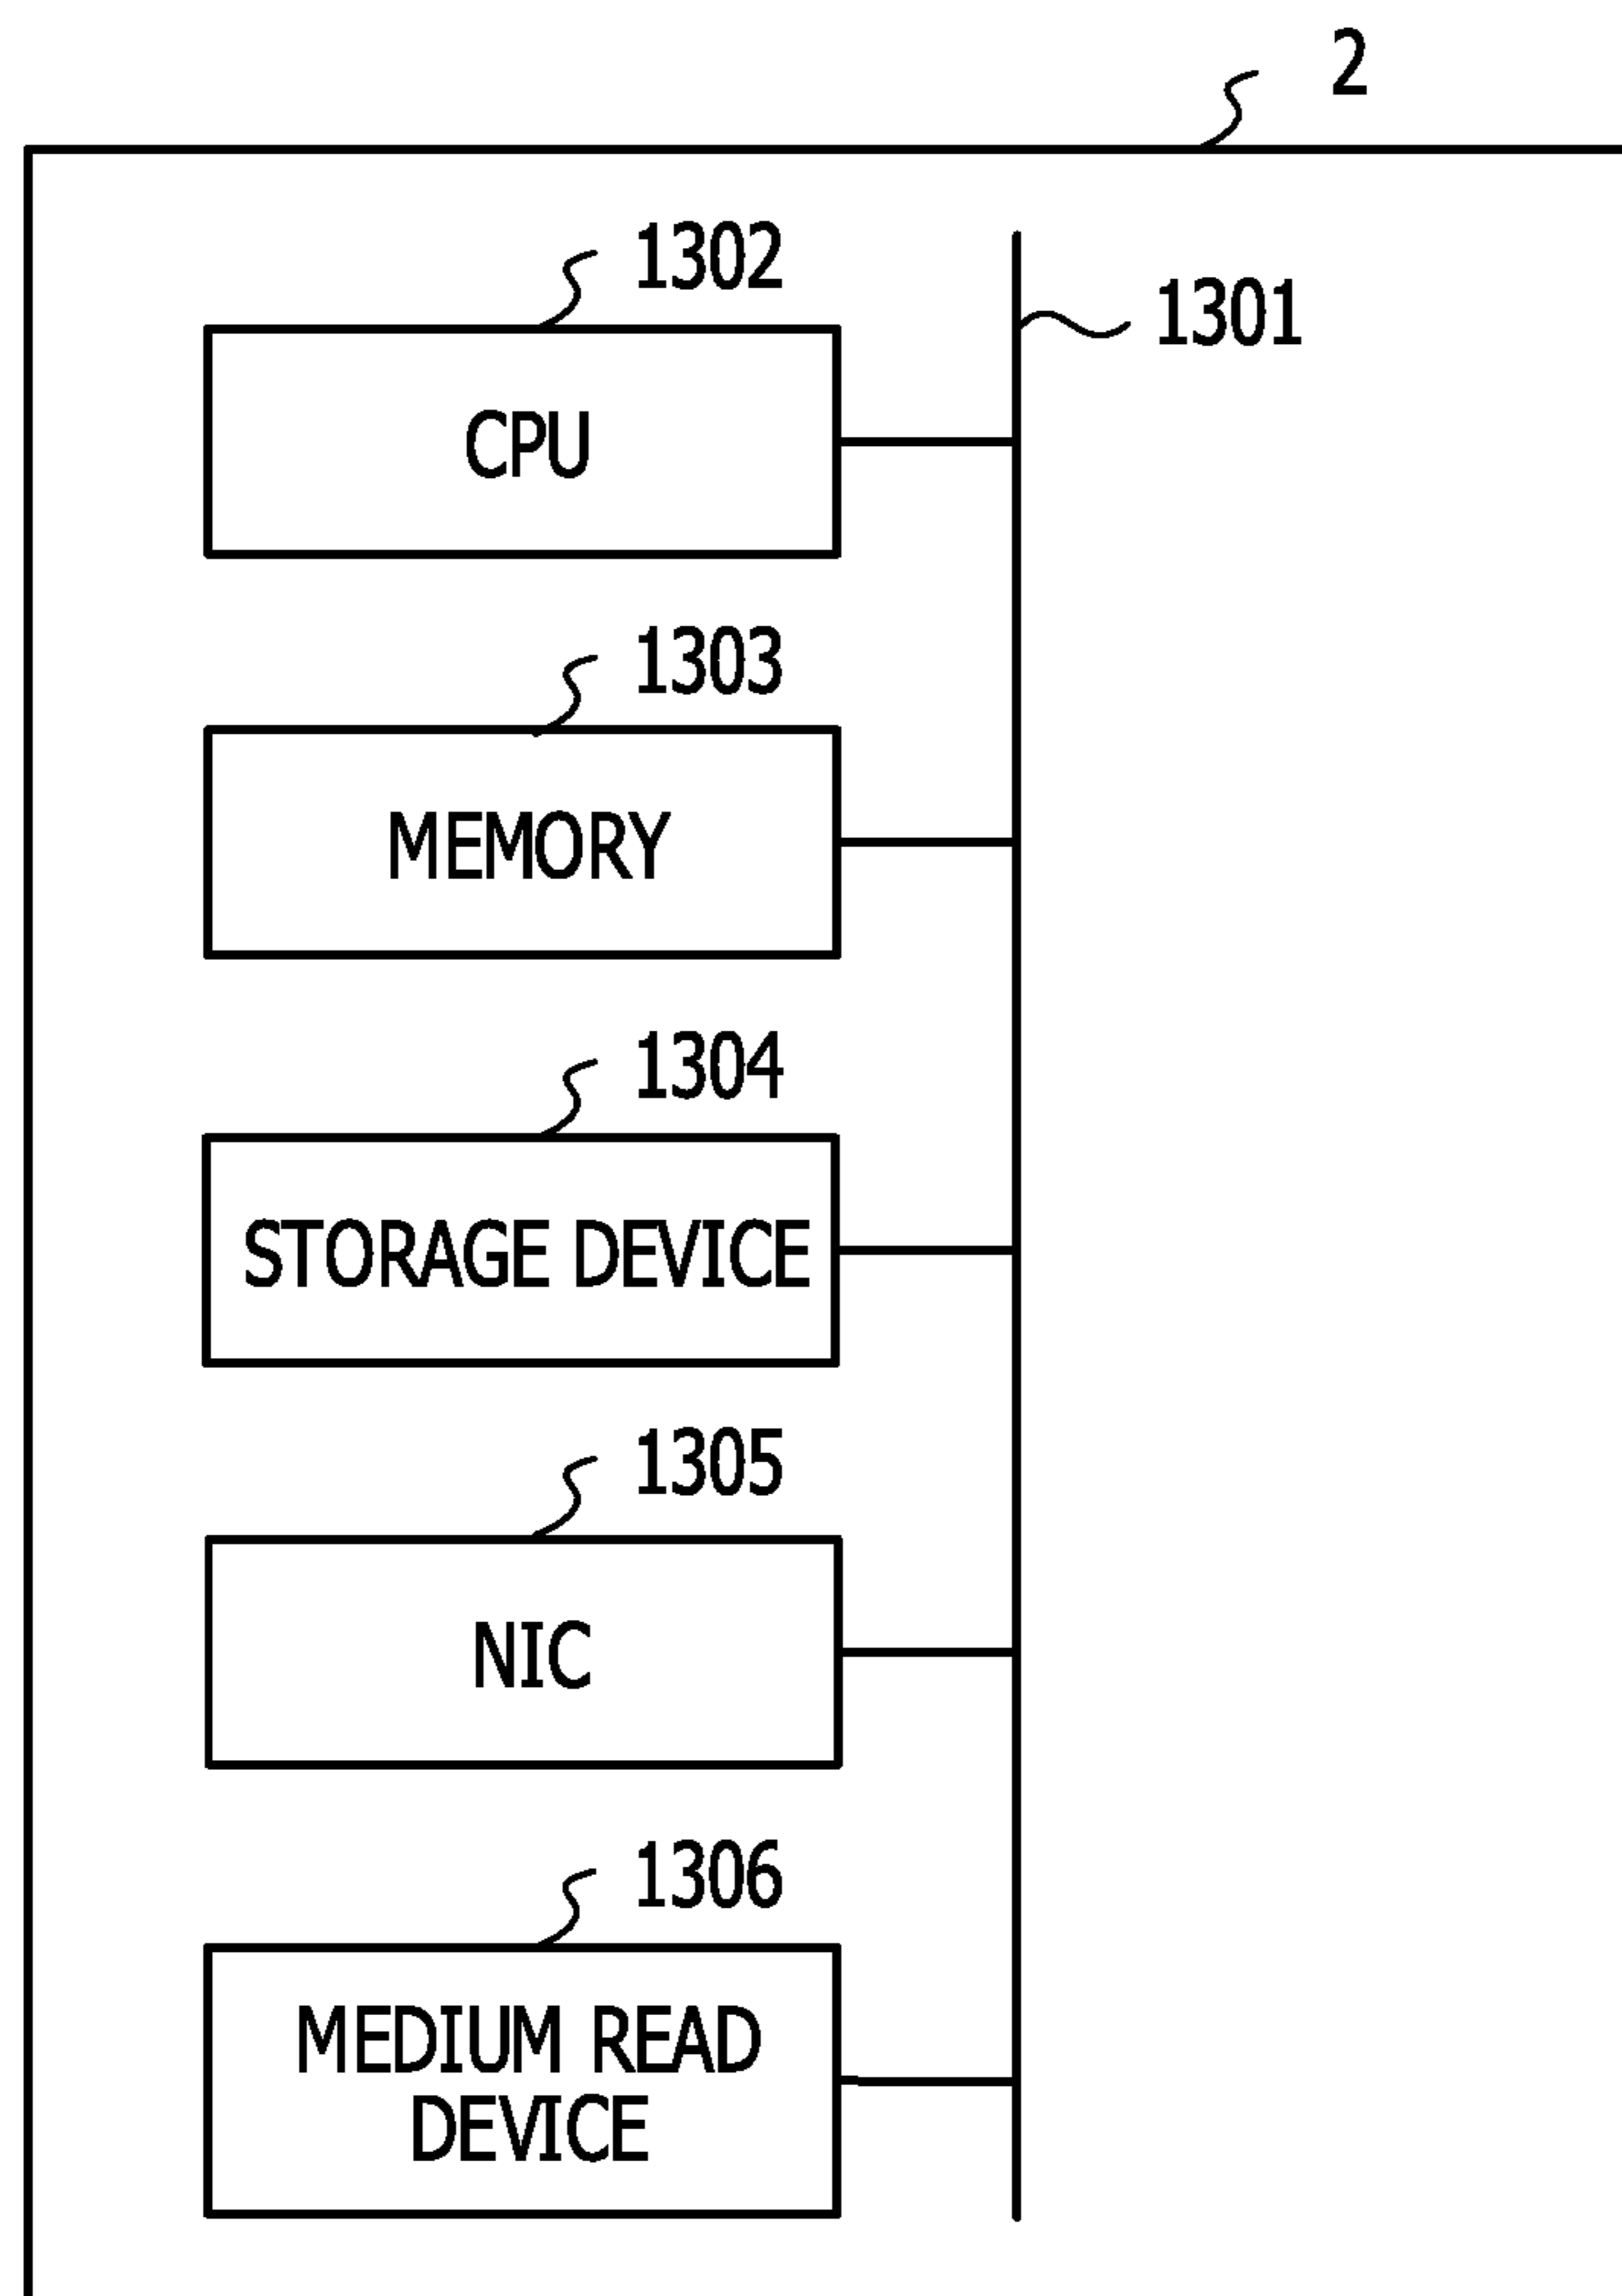 2
1302
1301
CPU
1303
MEMORY
1304
STORAGE DEVICE
1305
NIC
1306
MEDIUM READ
DEVICE